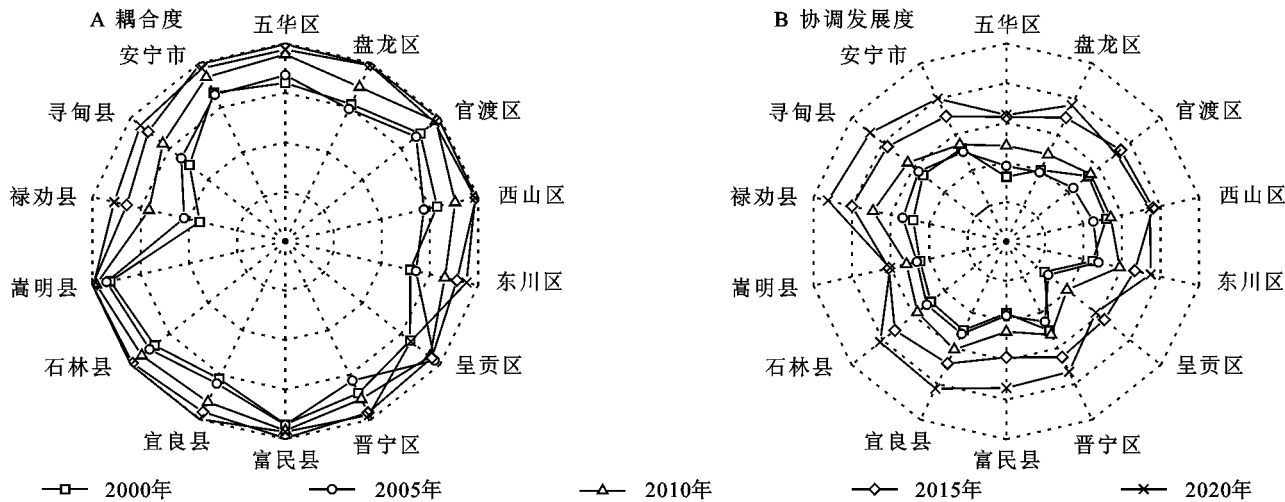 A 耦合度
五华区
盘龙区
官渡区
西山区
东川区
呈贡区
晋宁区
富民县
宜良县
石林县
嵩明县
禄劝县
寻甸县
安宁市
B 协调发展度
五华区
盘龙区
官渡区
西山区
东川区
呈贡区
晋宁区
富民县
宜良县
石林县
嵩明县
禄劝县
寻甸县
安宁市
2000年 2005年 2010年 2015年 2020年